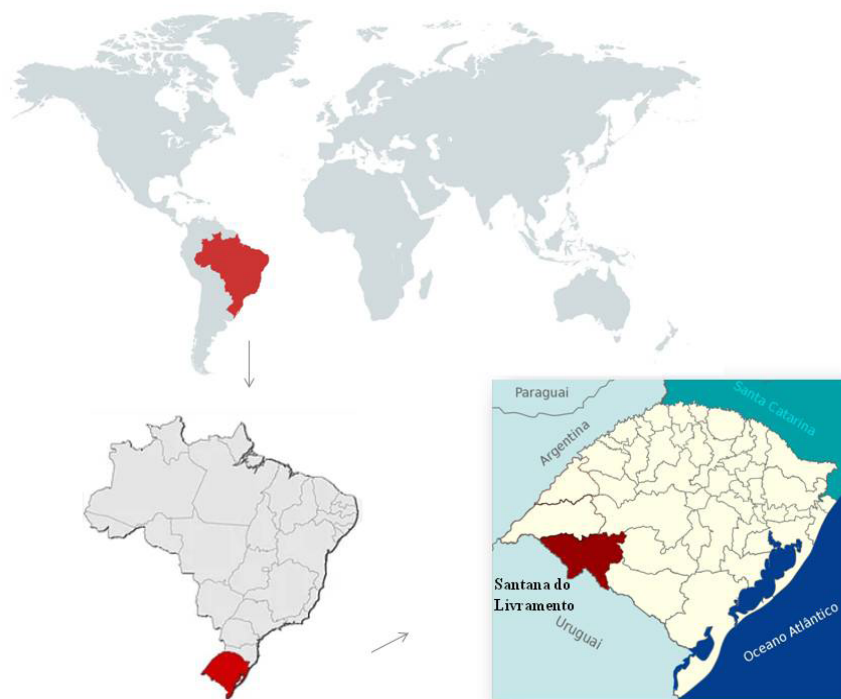 Paraguai
Santa Catarina
Argentina
Santana do
Livramento
Uruguai
Oceano Atlântico